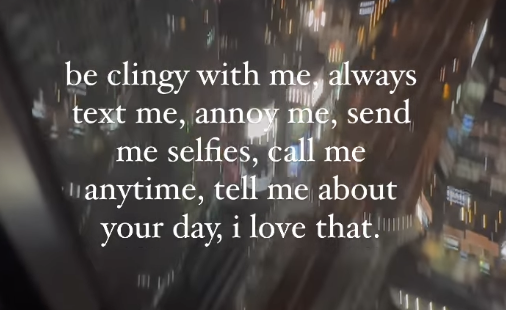 be clingy with me, always
text me, annoy me, send
me selfies, call me
anytime, tell me about
your day, i love that.